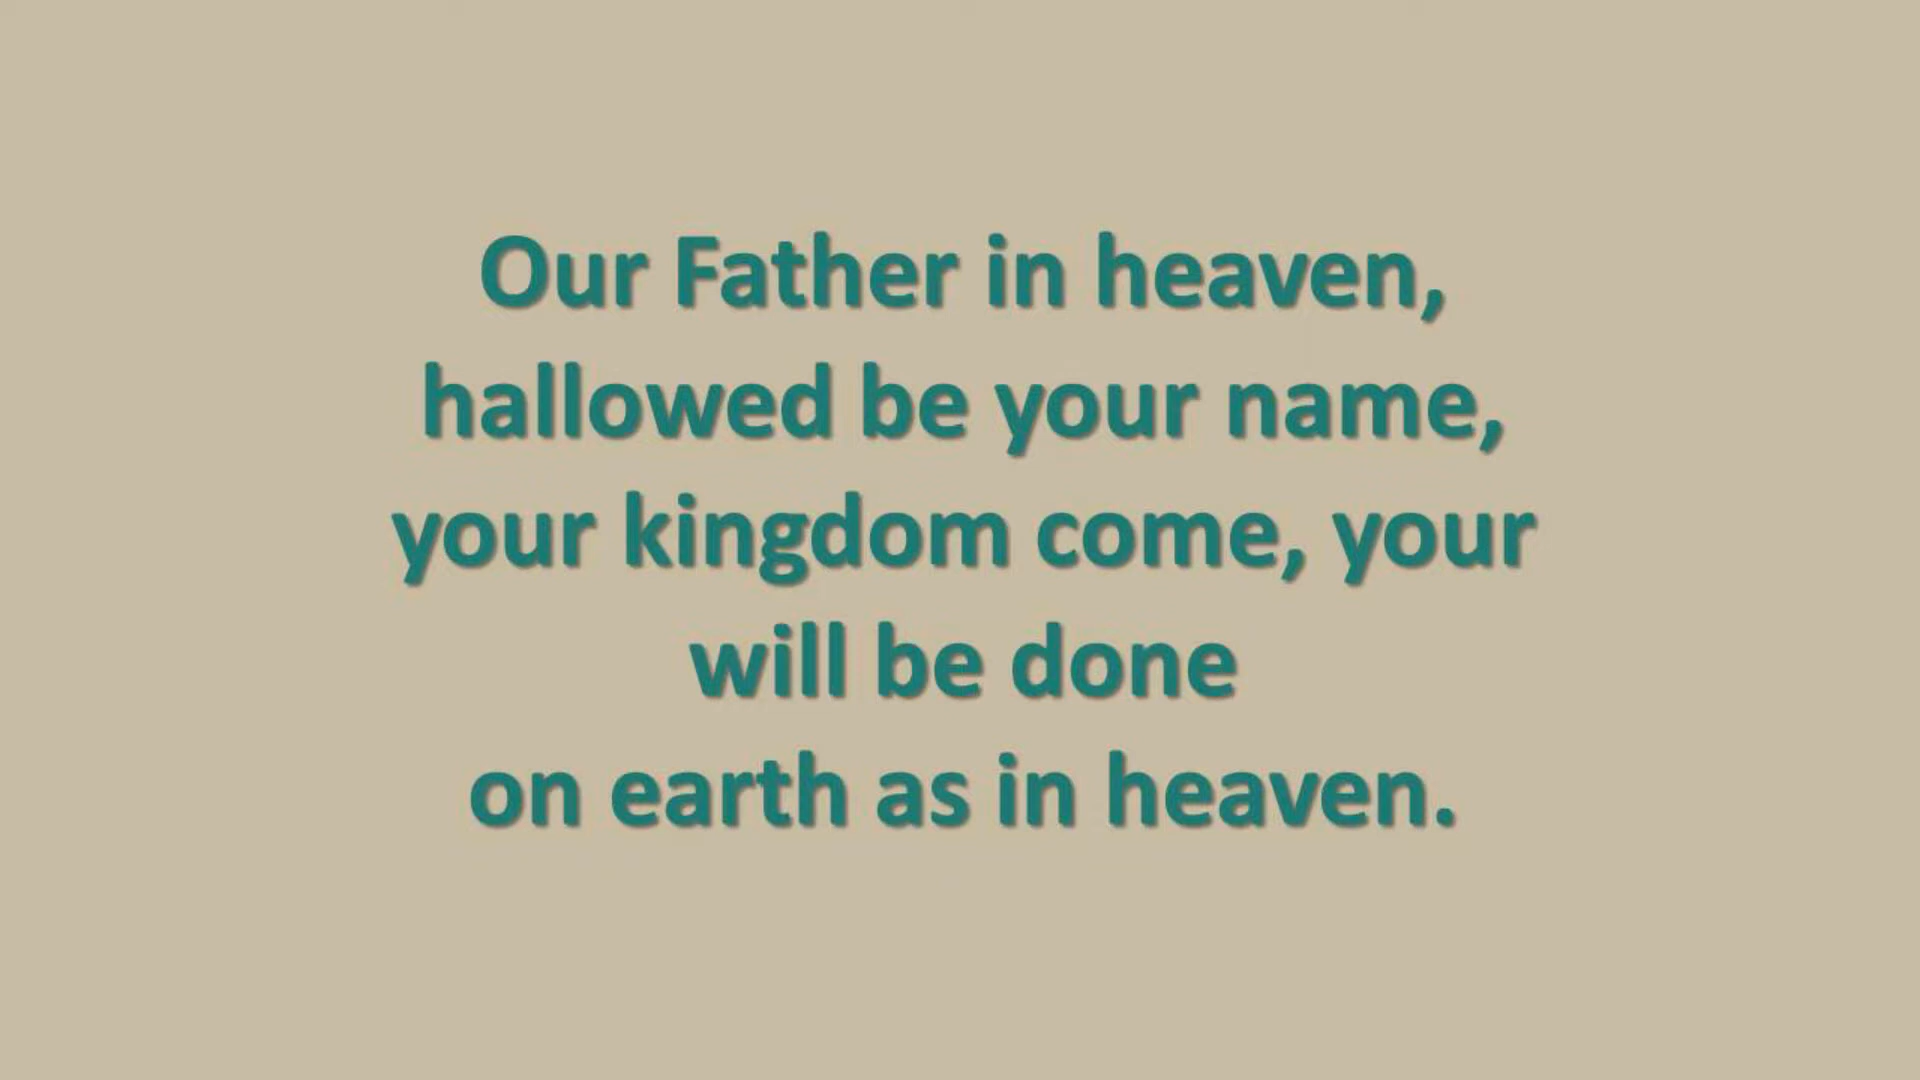 Our Father in heaven,
hallowed be your name,
your kingdom come, your
will be done
on earth as in heaven.